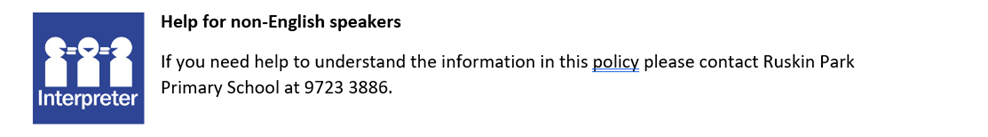 Help for non-English speakers
If you need help to understand the information in this policy please contact Ruskin Park
Primary School at 9723 3886.
Interpreter